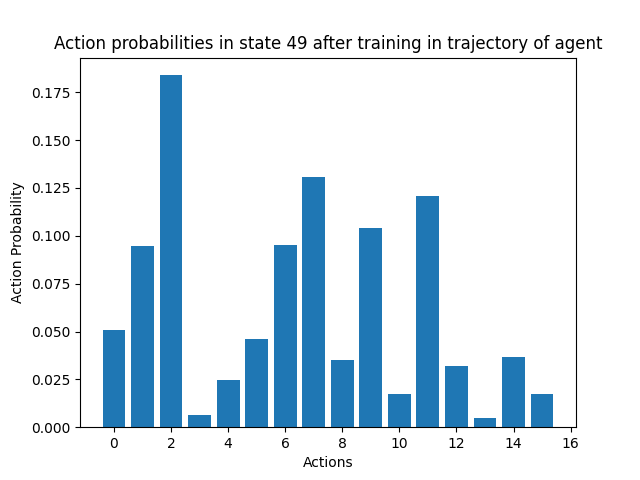 Action probabilities in state 49 after training in trajectory of agent
0.175
0.150
0.125
0.100
0.075
0.050
0.025
0.000
Action Probability
0 2 4 6 8 10 12 14 16
Actions